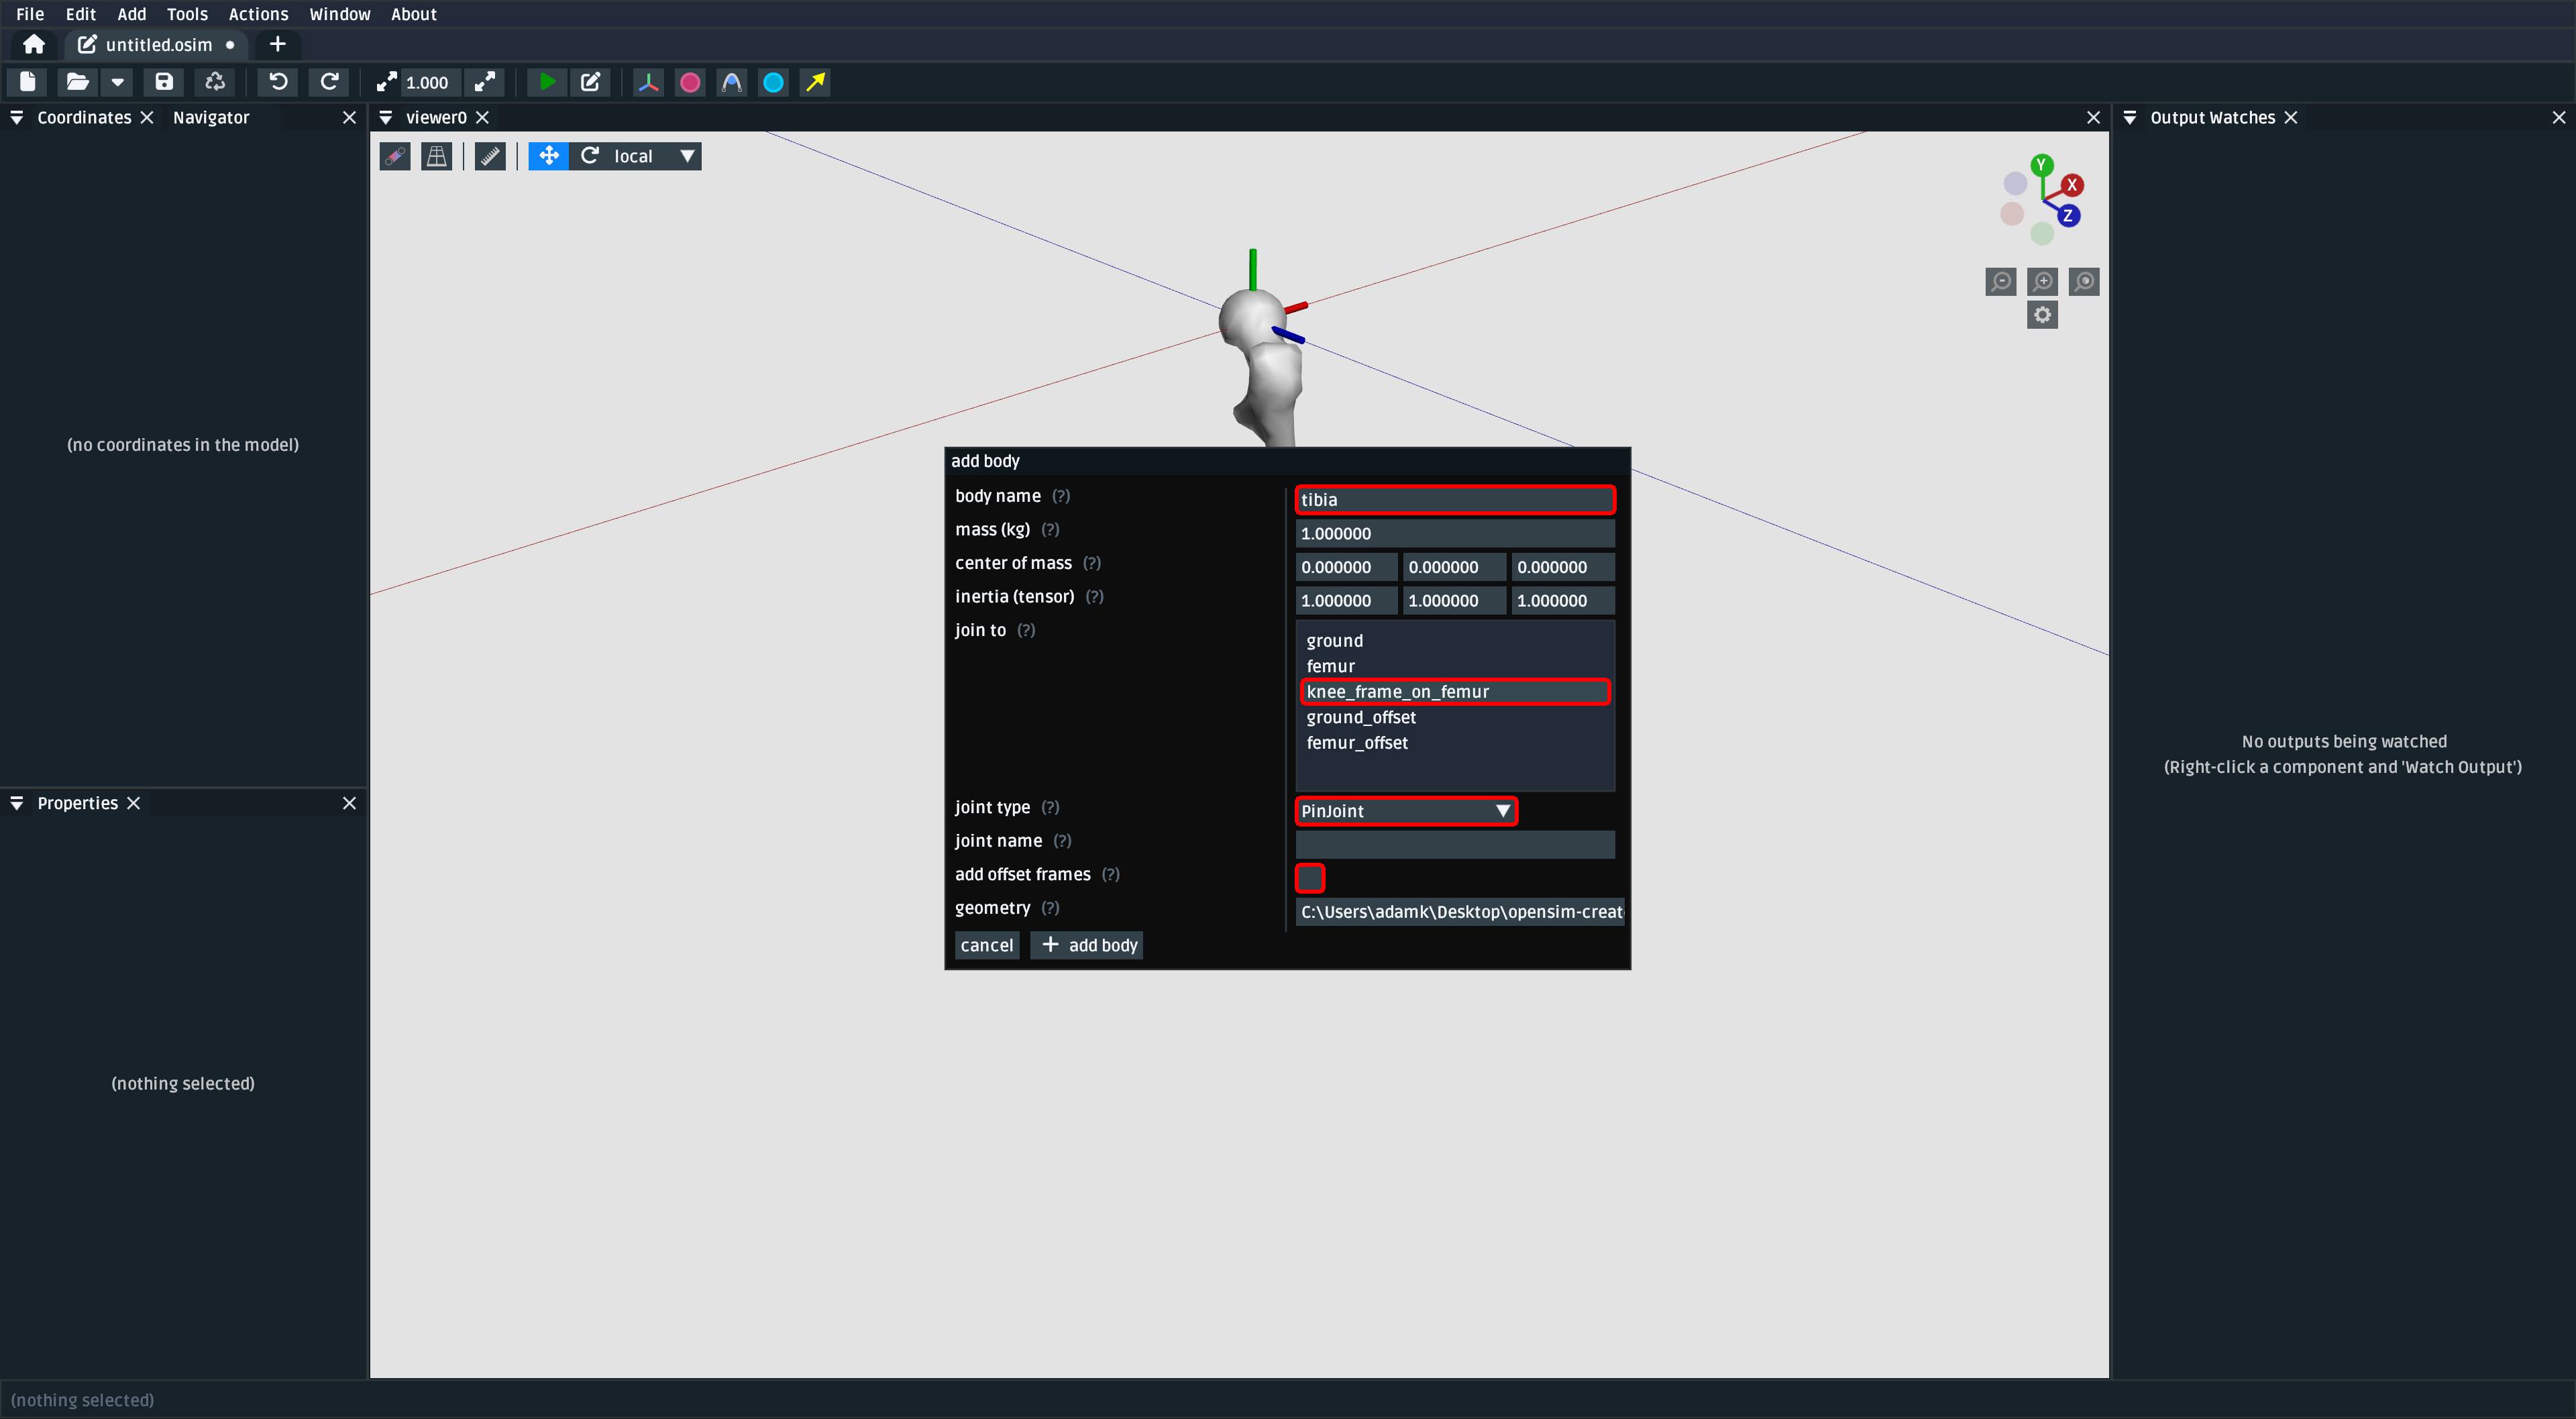 File Edit Add Tools Actions Window About
untitled.osim
1.000
Coordinates Navigator
viewer0
Output Watches
local
Y
X
Z
(no coordinates in the model)
add body
body name (?) tibia
mass (kg) (?) 1.000000
center of mass (?) 0.000000 0.000000 0.000000
inertia (tensor) (?) 1.000000 1.000000 1.000000
join to (?)
ground
femur
knee_frame_on_femur
ground_offset
femur_offset
joint type (?) PinJoint
joint name (?)
add offset frames (?)
geometry (?) C:\Users\adamk\Desktop\opensim-creat
cancel + add body
No outputs being watched
(Right-click a component and 'Watch Output')
Properties
(nothing selected)
(nothing selected)